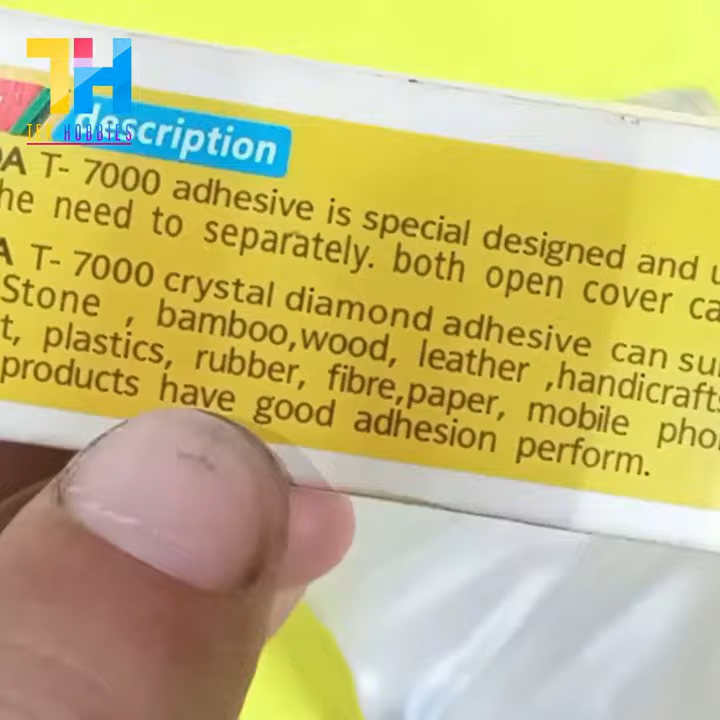 TH
TFT HOBBIES
description
A T- 7000 adhesive is special designed and u
he need to separately. both open cover ca
A T- 7000 crystal diamond adhesive can su
Stone , bamboo,wood, leather ,handicrafts
t, plastics, rubber, fibre,paper, mobile pho
products have good adhesion perform.